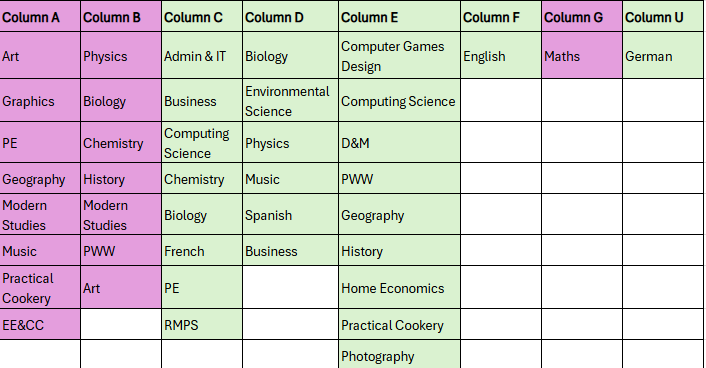 Column A Column B Column C Column D Column E Column F Column G Column U
Art Physics Admin & IT Biology Computer Games Design English Maths German
Graphics Biology Business Environmental Science Computing Science
PE Chemistry Computing Science Physics D&M
Geography History Chemistry Music PWW
Modern Studies Modern Studies Biology Spanish Geography
Music PWW French Business History
Practical Cookery Art PE Home Economics
EE&CC RMPS Practical Cookery
Photography